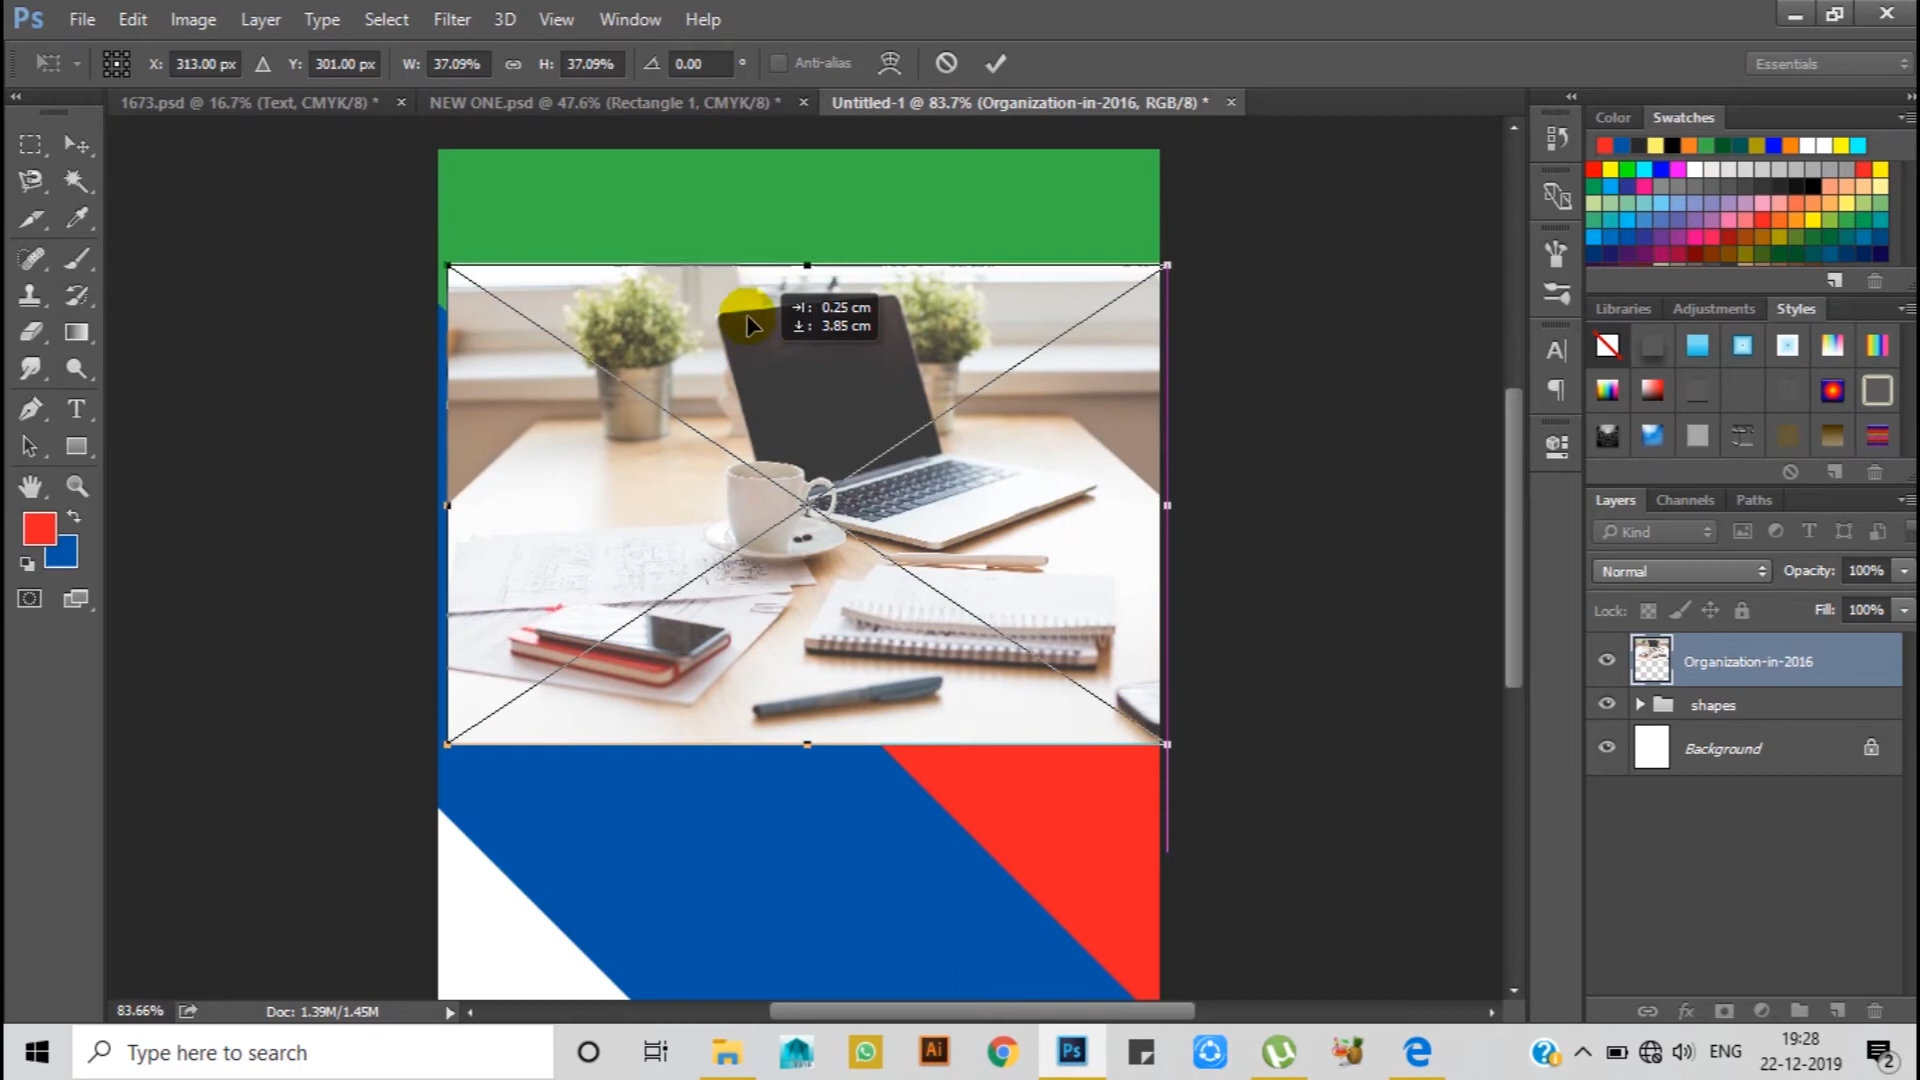 Ps File Edit Image Layer Type Select Filter 3D View Window Help
X: 313.00 px Y: 301.00 px W: 37.09% H: 37.09% 0.00 ° Anti-alias Essentials
1673.psd @ 16.7% (Text, CMYK/8) * NEW ONE.psd @ 47.6% (Rectangle 1, CMYK/8) * Untitled-1 @ 83.7% (Organization-in-2016, RGB/8) *
Color Swatches
0.25 cm
3.85 cm
Libraries Adjustments Styles
Layers Channels Paths
Kind
Normal Opacity: 100%
Lock: Fill: 100%
Organization-in-2016
shapes
Background
83.66% Doc: 1.39M/1.45M
Type here to search
Ai Ps ENG
19:28
22-12-2019
2